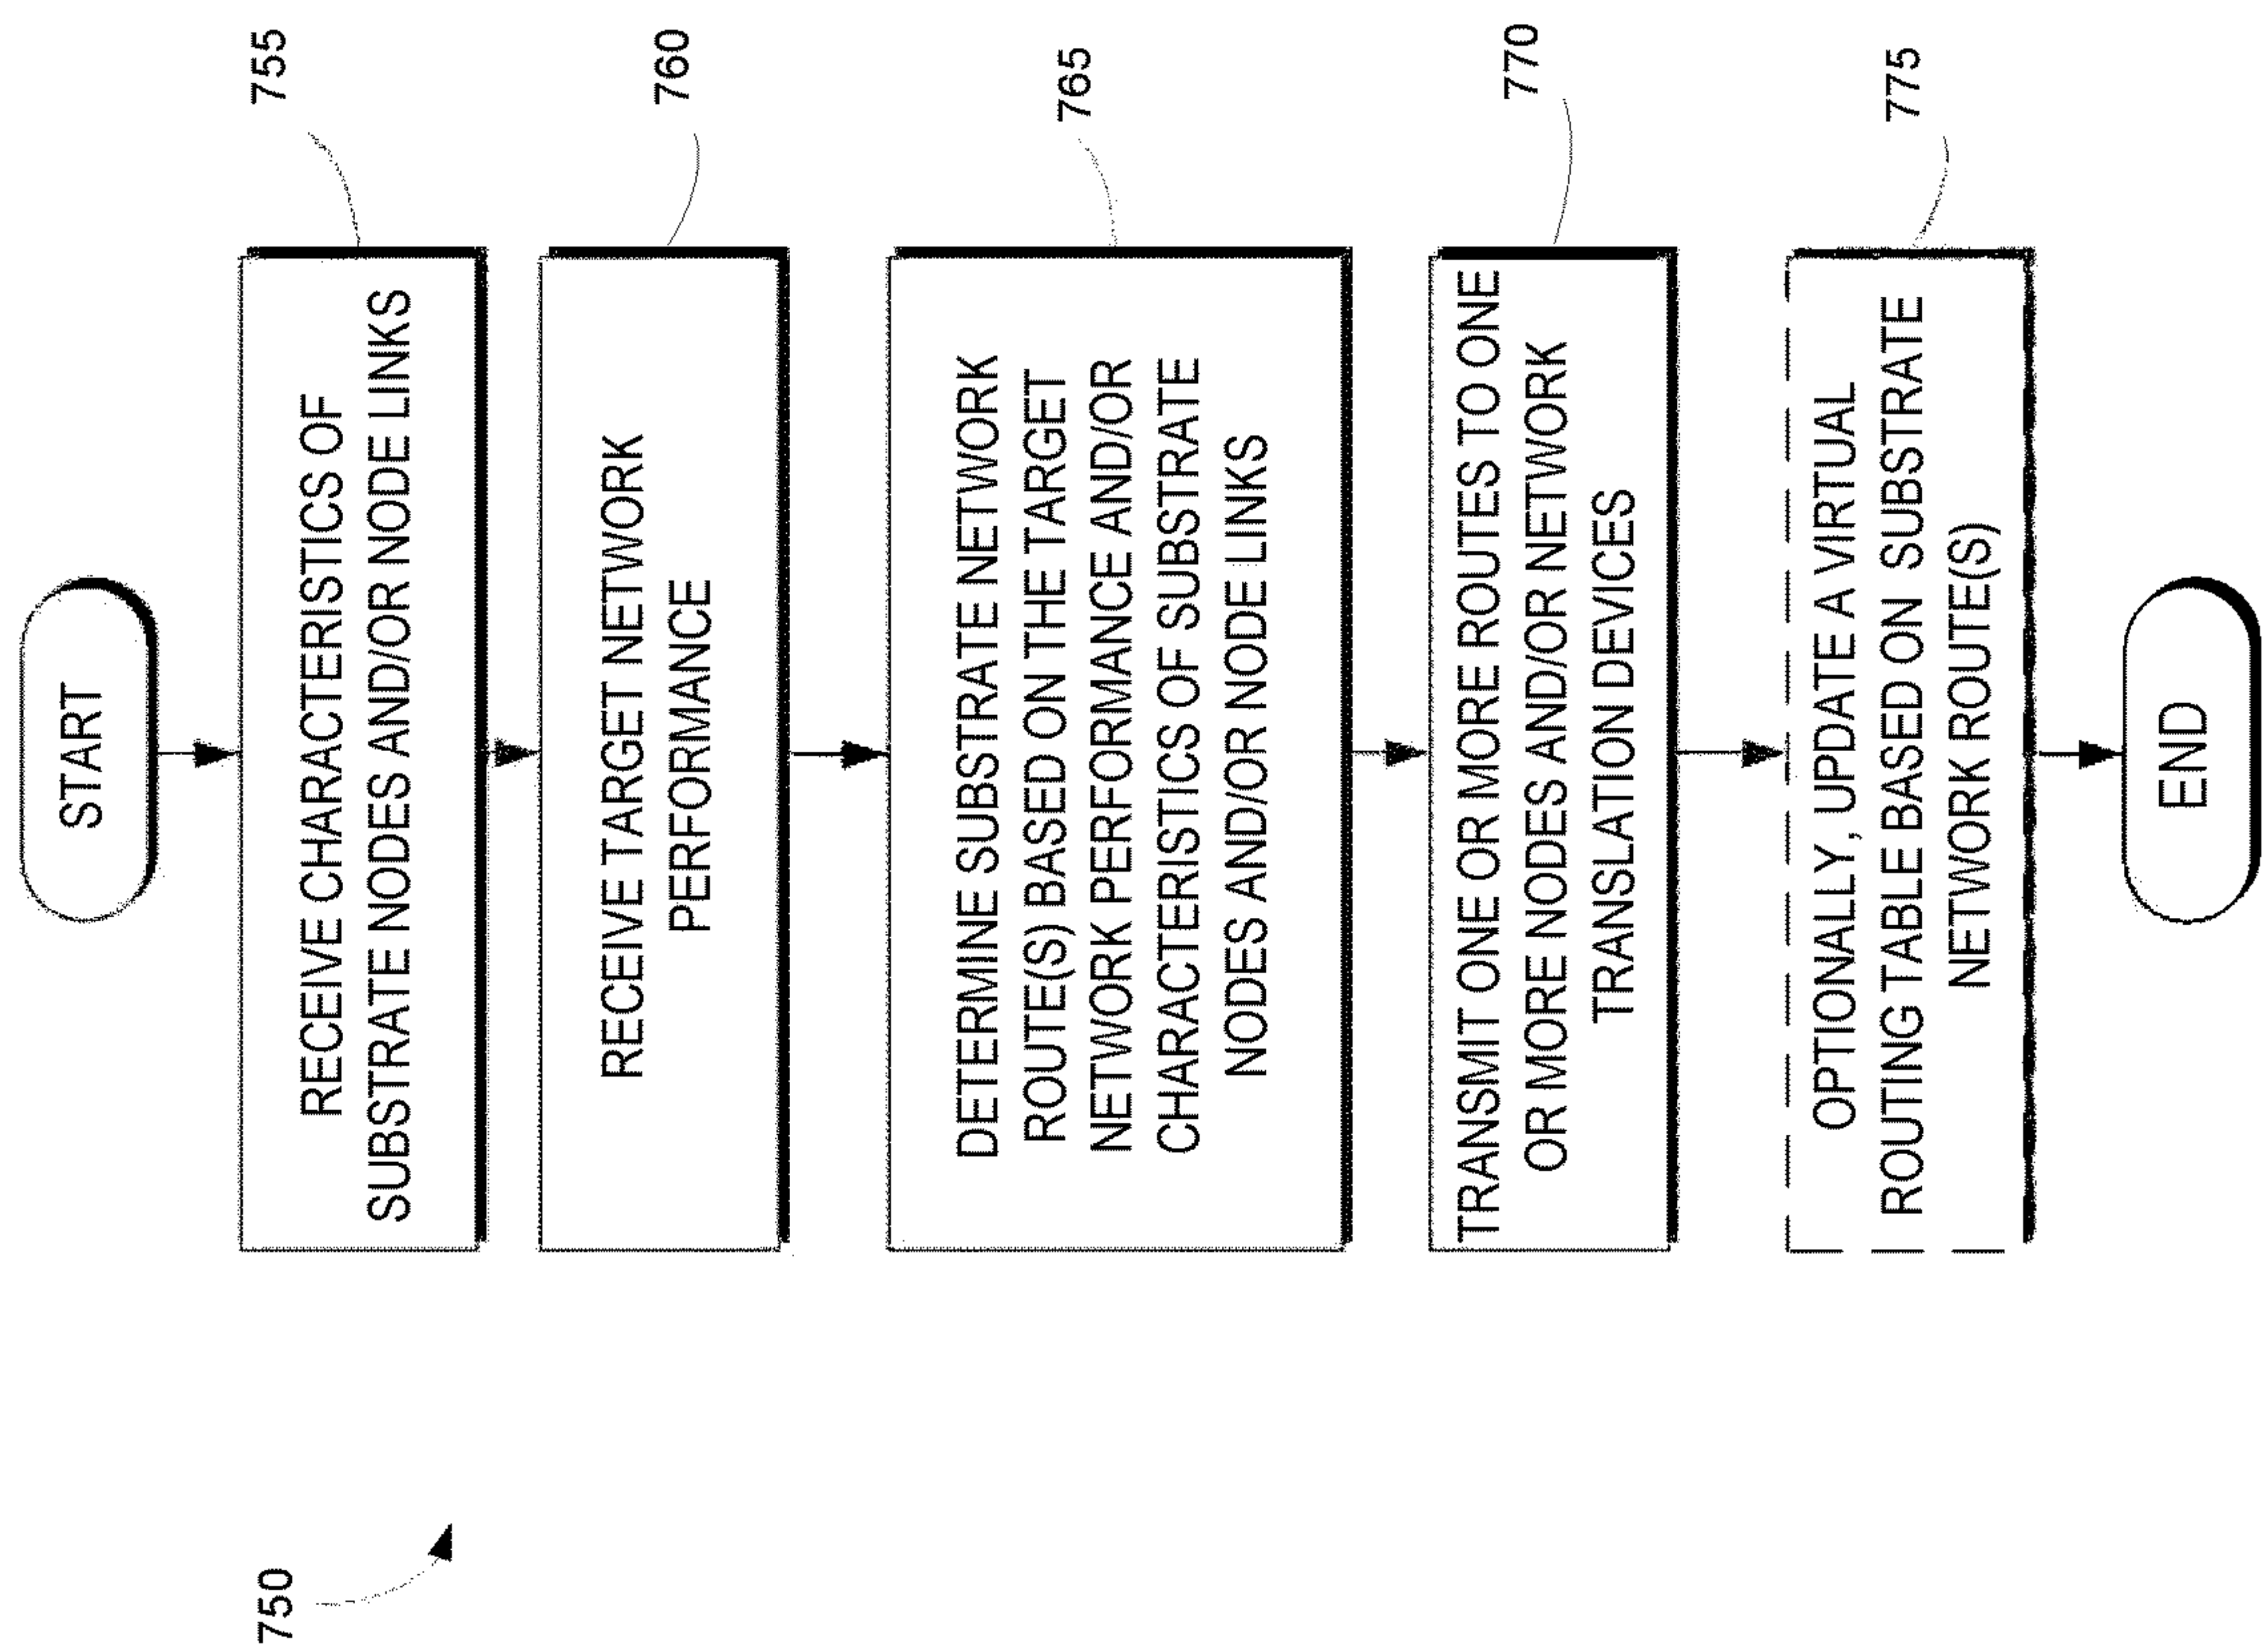 750
START
RECEIVE CHARACTERISTICS OF
SUBSTRATE NODES AND/OR NODE LINKS
755
RECEIVE TARGET NETWORK
PERFORMANCE
760
DETERMINE SUBSTRATE NETWORK
ROUTE(S) BASED ON THE TARGET
NETWORK PERFORMANCE AND/OR
CHARACTERISTICS OF SUBSTRATE
NODES AND/OR NODE LINKS
765
TRANSMIT ONE OR MORE ROUTES TO ONE
OR MORE NODES AND/OR NETWORK
TRANSLATION DEVICES
770
OPTIONALLY, UPDATE A VIRTUAL
ROUTING TABLE BASED ON SUBSTRATE
NETWORK ROUTE(S)
775
END